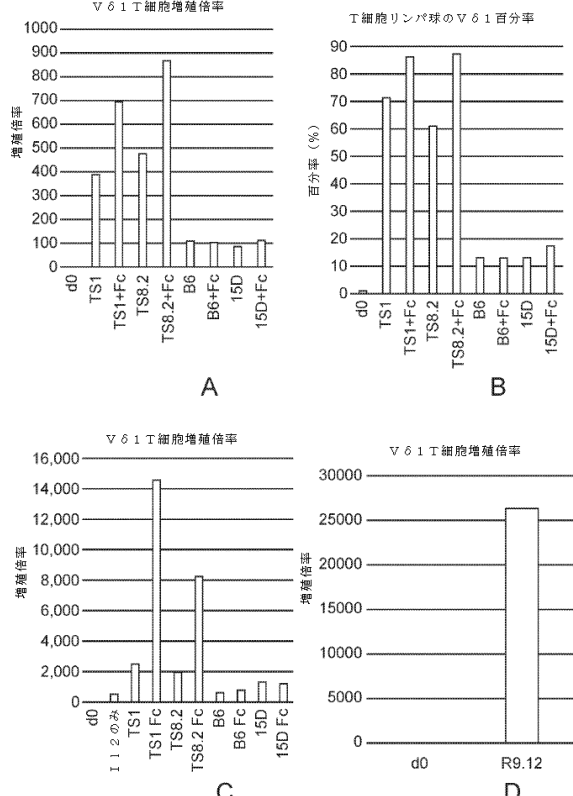 Ｖδ１Ｔ細胞増殖倍率
増殖倍率
1000
900
800
700
600
500
400
300
200
100
0
d0
TS1
TS1+Fc
TS8.2
TS8.2+Fc
B6
B6+Fc
15D
15D+Fc
A
Ｔ細胞リンパ球のＶδ１百分率
百分率（％）
90
80
70
60
50
40
30
20
10
0
d0
TS1
TS1+Fc
TS8.2
TS8.2+Fc
B6
B6+Fc
15D
15D+Fc
B
Ｖδ１Ｔ細胞増殖倍率
増殖倍率
16,000
14,000
12,000
10,000
8,000
6,000
4,000
2,000
0
d0
Ｉｌ２のみ
TS1
TS1 Fc
TS8.2
TS8.2 Fc
B6
B6 Fc
15D
15D Fc
C
Ｖδ１Ｔ細胞増殖倍率
増殖倍率
30000
25000
20000
15000
10000
5000
0
d0
R9.12
D